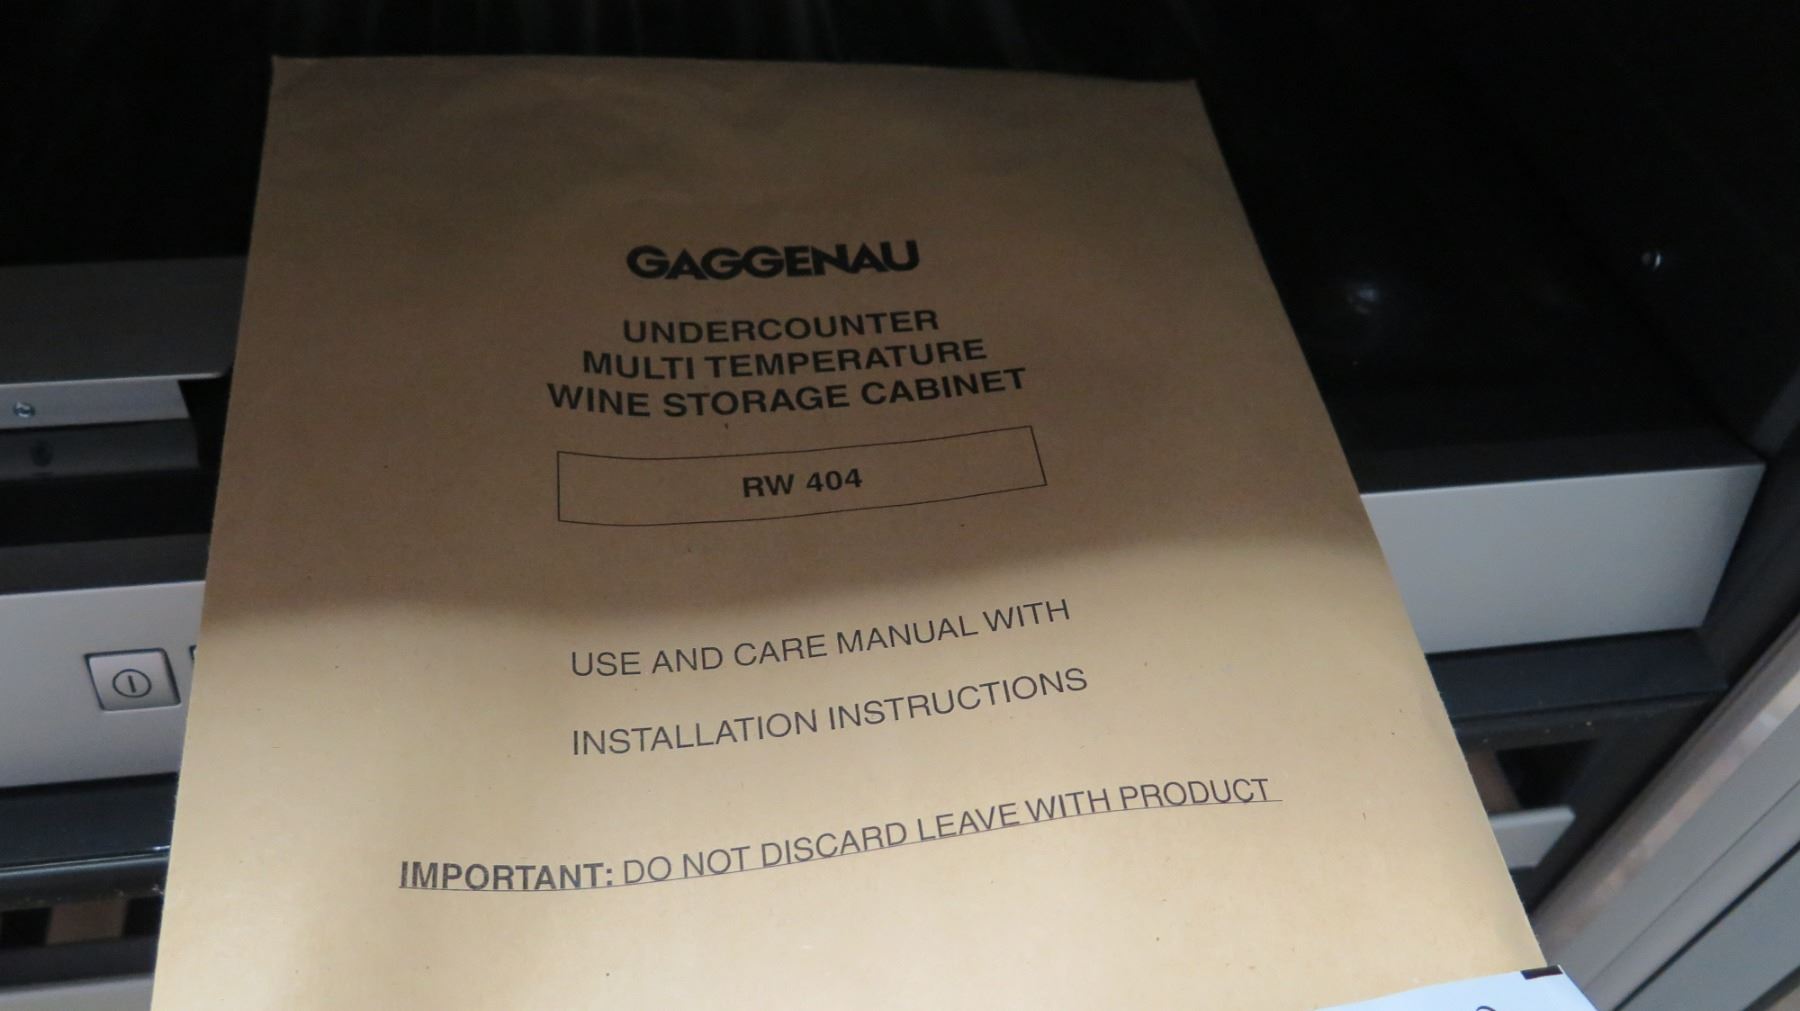 GAGGENAU
UNDERCOUNTER
MULTI TEMPERATURE
WINE STORAGE CABINET
RW 404
USE AND CARE MANUAL WITH
INSTALLATION INSTRUCTIONS
IMPORTANT: DO NOT DISCARD LEAVE WITH PRODUCT